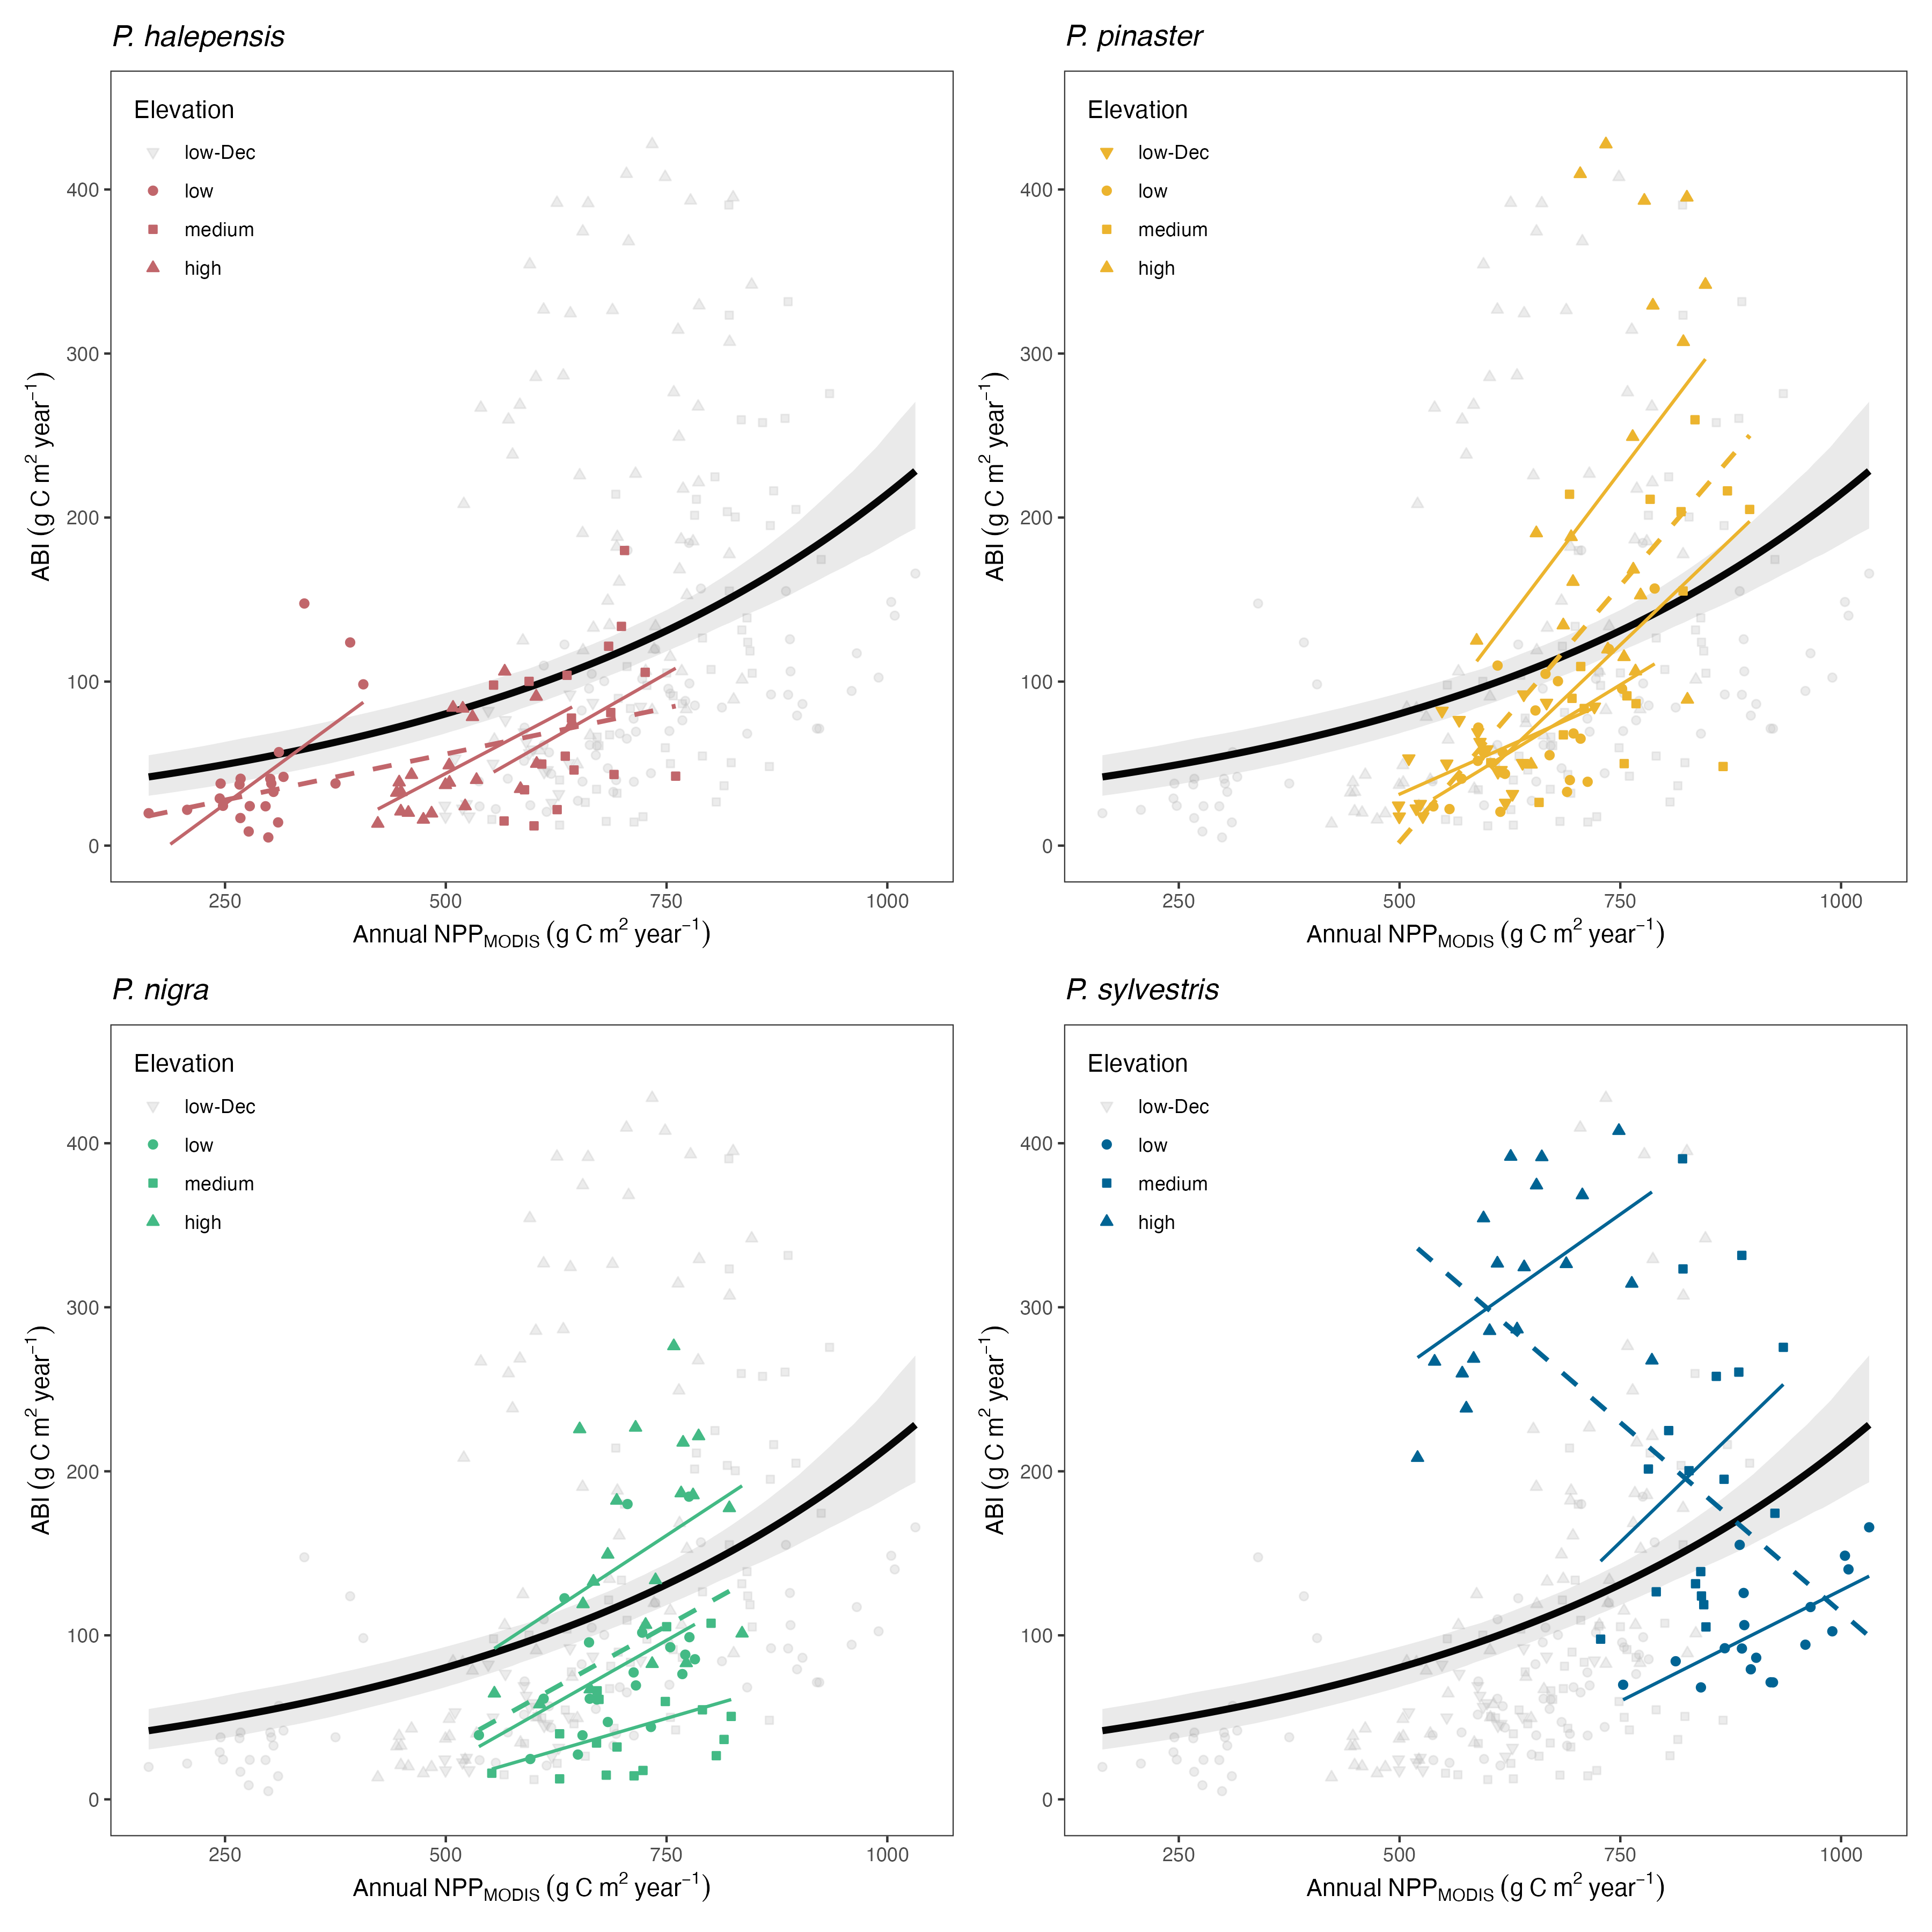 P. halepensis
Elevation
low-Dec
low
medium
high
400
300
200
100
0
ABI (g C m² year⁻¹)
250 500 750 1000
Annual NPP_MODIS (g C m² year⁻¹)
P. pinaster
Elevation
low-Dec
low
medium
high
400
300
200
100
0
ABI (g C m² year⁻¹)
250 500 750 1000
Annual NPP_MODIS (g C m² year⁻¹)
P. nigra
Elevation
low-Dec
low
medium
high
400
300
200
100
0
ABI (g C m² year⁻¹)
250 500 750 1000
Annual NPP_MODIS (g C m² year⁻¹)
P. sylvestris
Elevation
low-Dec
low
medium
high
400
300
200
100
0
ABI (g C m² year⁻¹)
250 500 750 1000
Annual NPP_MODIS (g C m² year⁻¹)